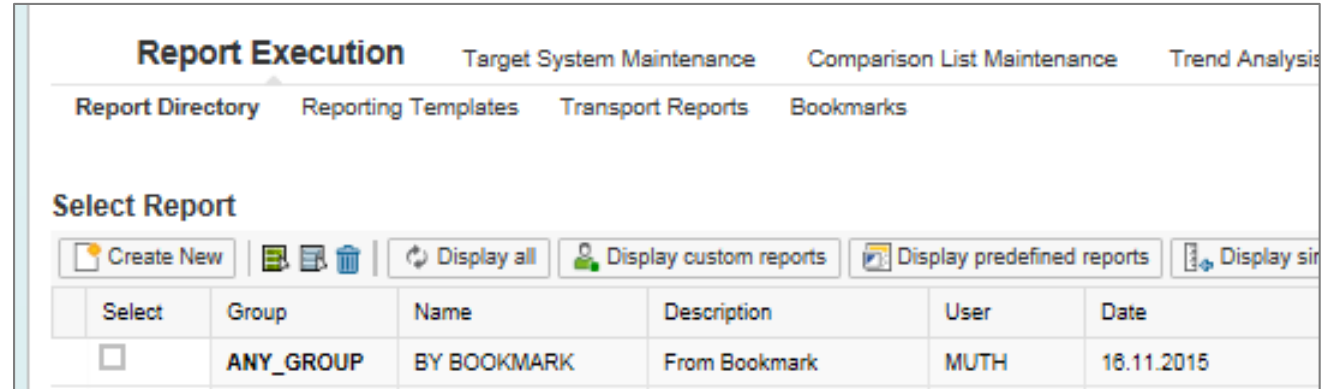 Report Execution Target System Maintenance Comparison List Maintenance Trend Analysis
Report Directory Reporting Templates Transport Reports Bookmarks
Select Report
Create New Display all Display custom reports Display predefined reports Display
Select Group Name Description User Date
ANY_GROUP BY BOOKMARK From Bookmark MUTH 16.11.2015